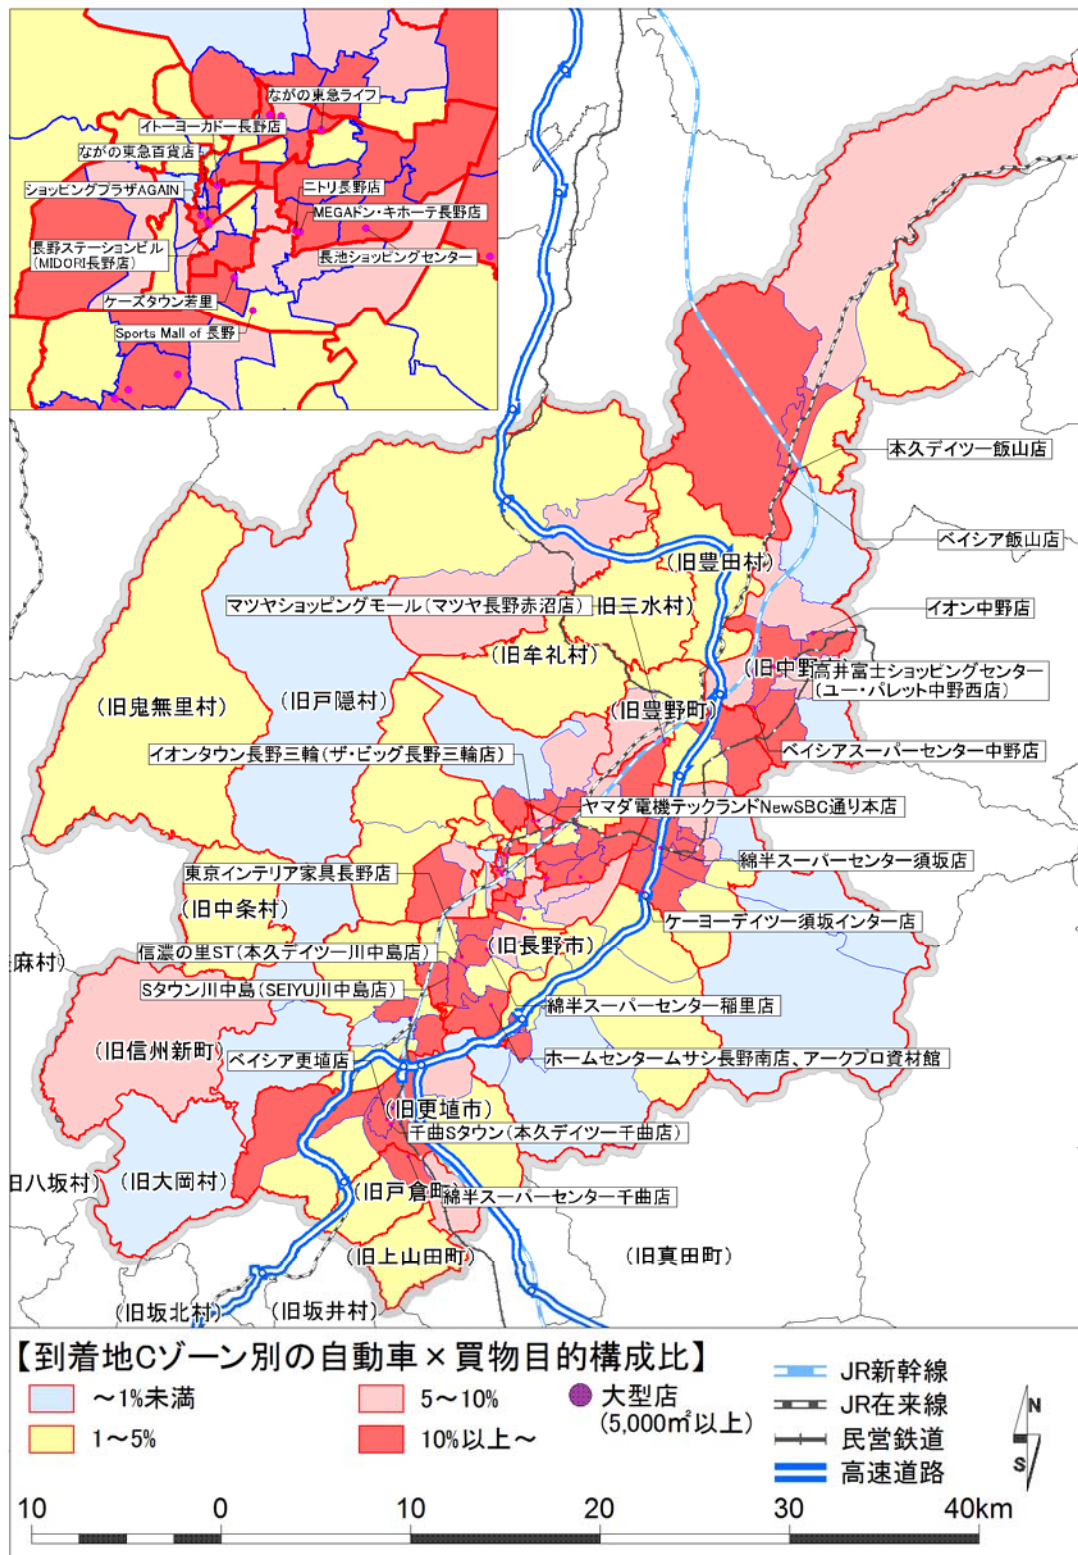 ながの東急ライフ
イトーヨーカドー長野店
ながの東急百貨店
ショッピングプラザAGAIN
ニトリ長野店
MEGAドン・キホーテ長野店
長野ステーションビル
(MIDORI長野店)
長池ショッピングセンター
ケーズタウン若里
Sports Mall of 長野
本久デイツー飯山店
ベイシア飯山店
(旧豊田村)
マツヤショッピングモール(マツヤ長野赤沼店)
(旧三水村)
イオン中野店
(旧牟礼村)
(旧中野
高井富士ショッピングセンター
(ユー・パレット中野西店)
(旧鬼無里村)
(旧戸隠村)
(旧豊野町)
イオンタウン長野三輪(ザ・ビッグ長野三輪店)
ベイシアスーパーセンター中野店
ヤマダ電機テックランドNewSBC通り本店
東京インテリア家具長野店
綿半スーパーセンター須坂店
(旧中条村)
ケーヨーデイツー須坂インター店
信濃の里ST(本久デイツー川中島店)
(旧長野市)
麻村)
Sタウン川中島(SEIYU川中島店)
綿半スーパーセンター稲里店
(旧信州新町)
ベイシア更埴店
ホームセンタームサシ長野南店、アークプロ資材館
(旧更埴市)
千曲Sタウン(本久デイツー千曲店)
旧八坂村)
(旧大岡村)
(旧戸倉町)
綿半スーパーセンター千曲店
(旧上山田町)
(旧真田町)
(旧坂北村)
(旧坂井村)
【到着地Cゾーン別の自動車×買物目的構成比】
～1%未満
5～10%
大型店
(5,000㎡以上)
1～5%
10%以上～
JR新幹線
JR在来線
民営鉄道
高速道路
N
S
10 0 10 20 30 40km